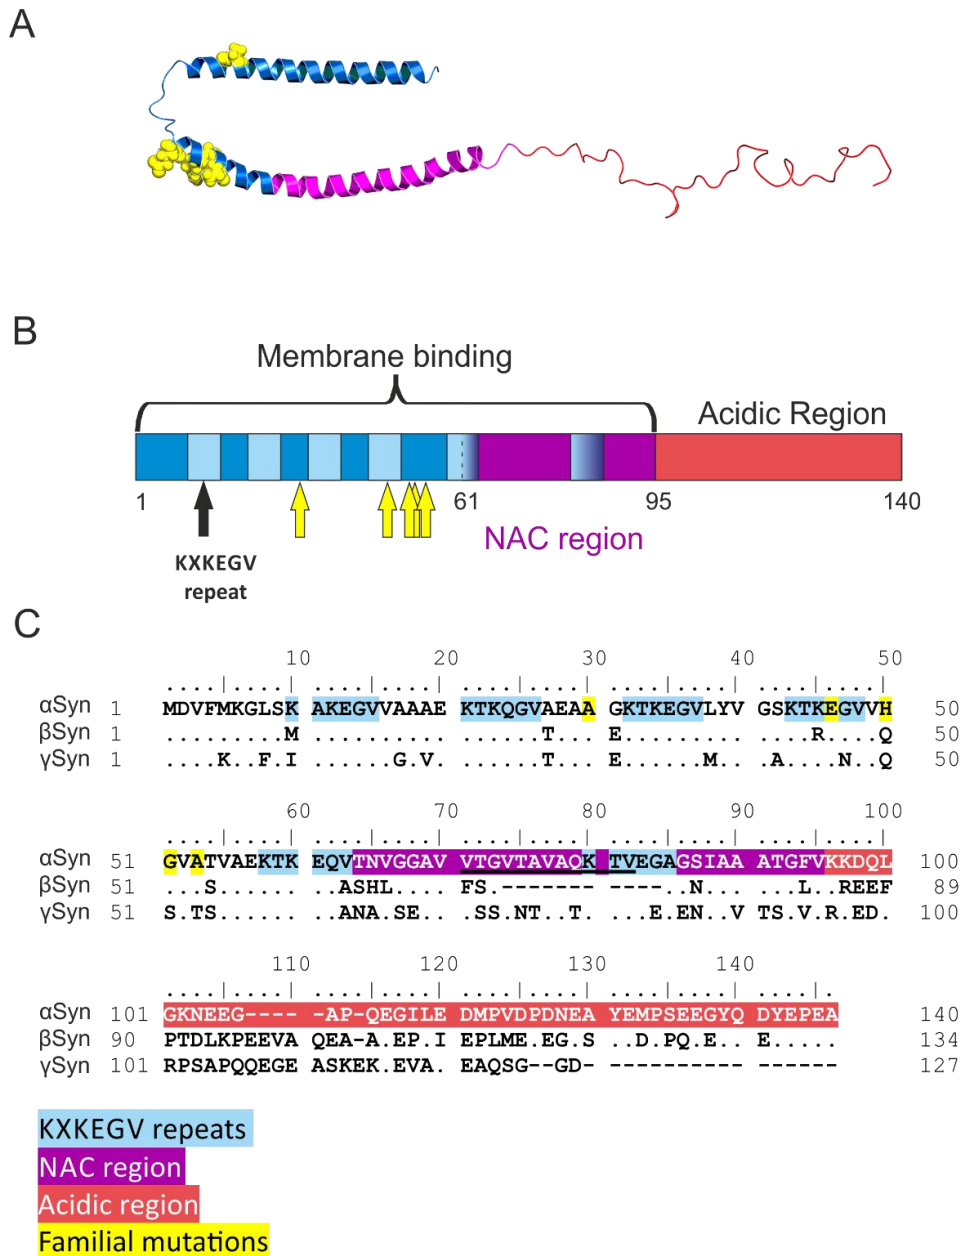 A
B
Membrane binding
Acidic Region
1 61 95 140
KXKEGV
repeat
NAC region
C
10 20 30 40 50
αSyn 1 MDVFMKGLSK AKEGVVAAAE KTKQGVAEAA GKTKEGVLYV GSKTKEGVVH 50
βSyn 1 .........M .......... ......T... E......... ....R....Q 50
γSyn 1 ....K..F.I ......G.V. ......T... E......M.. .A....N..Q 50
60 70 80 90 100
αSyn 51 GVATVAEKTK EQVTNVGGAV VTGVTAVAQK TVEGAGSIAA ATGFVKKDQL 100
βSyn 51 ...S...... ..ASHL.... FS.------- ----..N... ...L..REEF 89
γSyn 51 S.TS...... ..ANA.SE.. .SS.NT..T. ...E.EN..V TS.V.R.ED. 100
110 120 130 140
αSyn 101 GKNEEG---- -AP-QEGILE DMPVDPDNEA YEMPSEEGYQ DYEPEA 140
βSyn 90 PTDLKPEEVA QEA-A.EP.I EPLME.EG.S ..D.PQ.E.. E..... 134
γSyn 101 RPSAPQQEGE ASKEK.EVA. EAQSG--GD- ---------- ------ 127
KXKEGV repeats
NAC region
Acidic region
Familial mutations